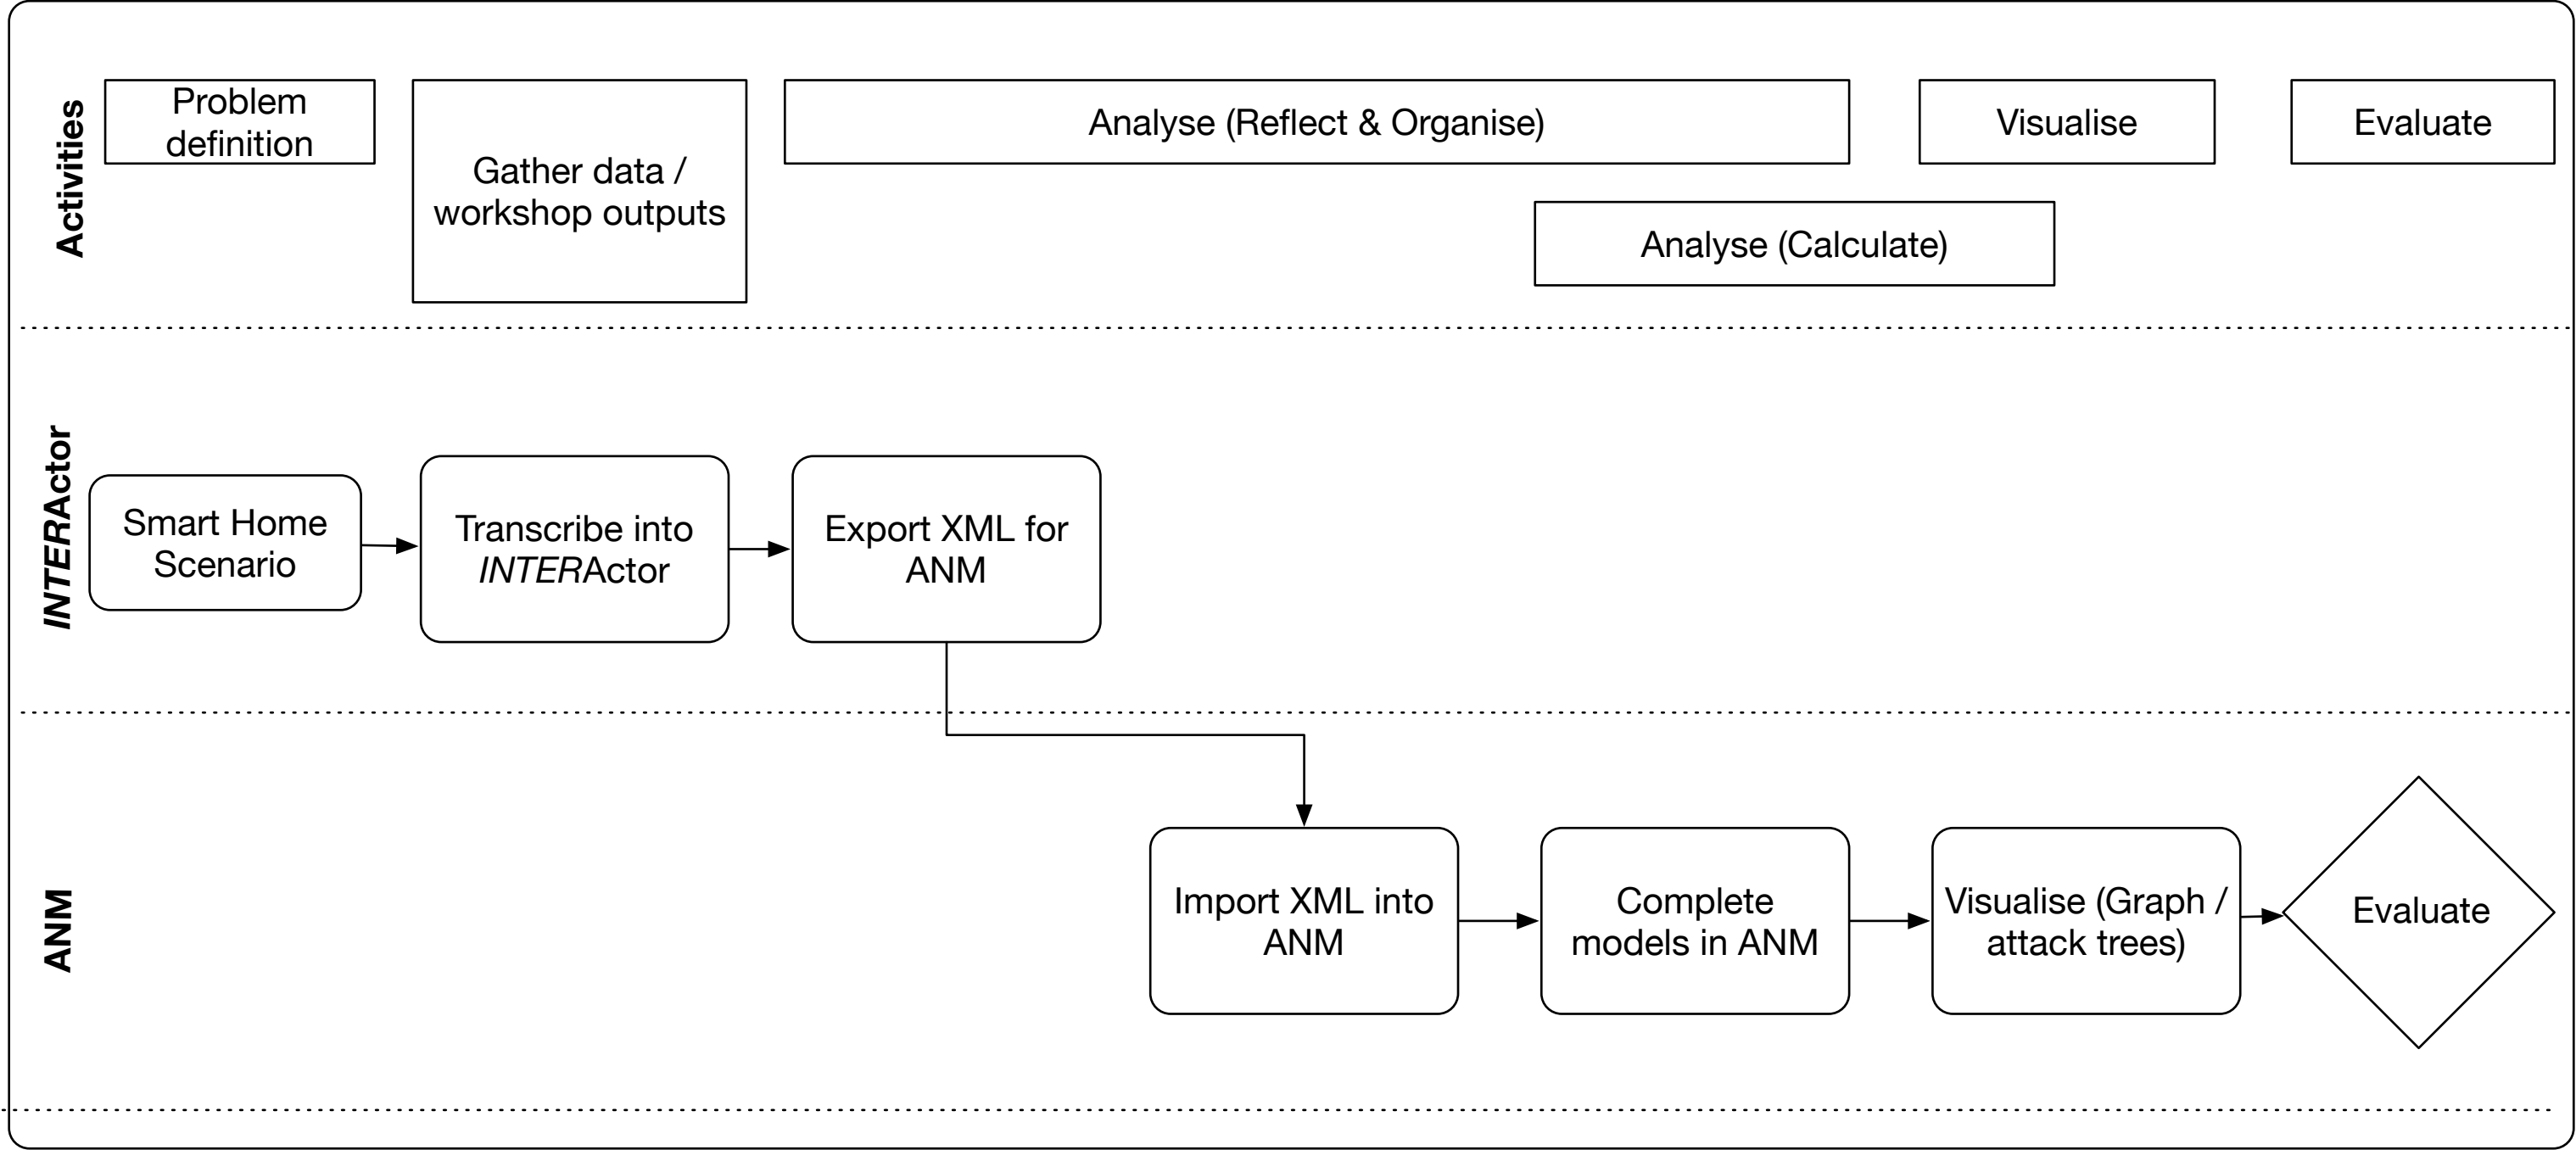 Activities
Problem
definition
Gather data /
workshop outputs
Analyse (Reflect & Organise)
Visualise
Evaluate
Analyse (Calculate)
INTERActor
Smart Home
Scenario
Transcribe into
INTERActor
Export XML for
ANM
ANM
Import XML into
ANM
Complete
models in ANM
Visualise (Graph /
attack trees)
Evaluate